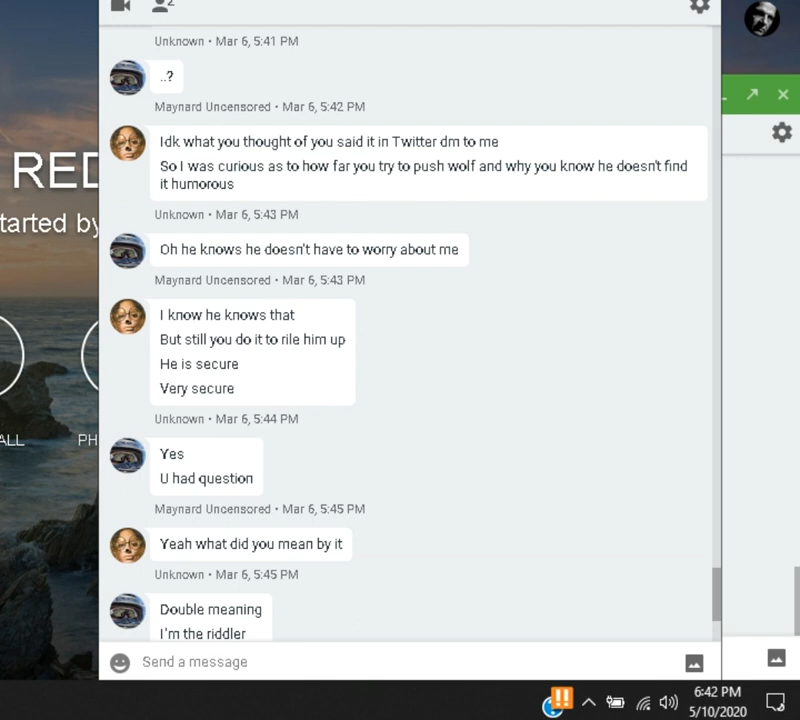 2
Unknown • Mar 6, 5:41 PM
..?
Maynard Uncensored • Mar 6, 5:42 PM
Idk what you thought of you said it in Twitter dm to me
So I was curious as to how far you try to push wolf and why you know he doesn't find
it humorous
Unknown • Mar 6, 5:43 PM
Oh he knows he doesn't have to worry about me
Maynard Uncensored • Mar 6, 5:43 PM
I know he knows that
But still you do it to rile him up
He is secure
Very secure
Unknown • Mar 6, 5:44 PM
Yes
U had question
Maynard Uncensored • Mar 6, 5:45 PM
Yeah what did you mean by it
Unknown • Mar 6, 5:45 PM
Double meaning
I'm the riddler
Send a message
RED
tarted by
ALL
PH
6:42 PM
5/10/2020